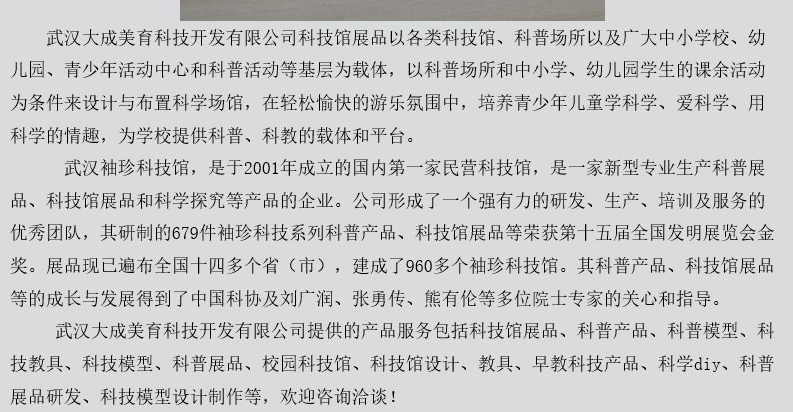 武汉大成美育科技开发有限公司科技馆展品以各类科技馆、科普场所以及广大中小学校、幼
儿园、青少年活动中心和科普活动等基层为载体，以科普场所和中小学、幼儿园学生的课余活动
为条件来设计与布置科学场馆，在轻松愉快的游乐氛围中，培养青少年儿童学科学、爱科学、用
科学的情趣，为学校提供科普、科教的载体和平台。
武汉袖珍科技馆，是于2001年成立的国内第一家民营科技馆，是一家新型专业生产科普展
品、科技馆展品和科学探究等产品的企业。公司形成了一个强有力的研发、生产、培训及服务的
优秀团队，其研制的679件袖珍科技系列科普产品、科技馆展品等荣获第十五届全国发明展览会金
奖。展品现已遍布全国十四多个省（市），建成了960多个袖珍科技馆。其科普产品、科技馆展品
等的成长与发展得到了中国科协及刘广润、张勇传、熊有伦等多位院士专家的关心和指导。
武汉大成美育科技开发有限公司提供的产品服务包括科技馆展品、科普产品、科普模型、科
技教具、科技模型、科普展品、校园科技馆、科技馆设计、教具、早教科技产品、科学diy、科普
展品研发、科技模型设计制作等，欢迎咨询洽谈！